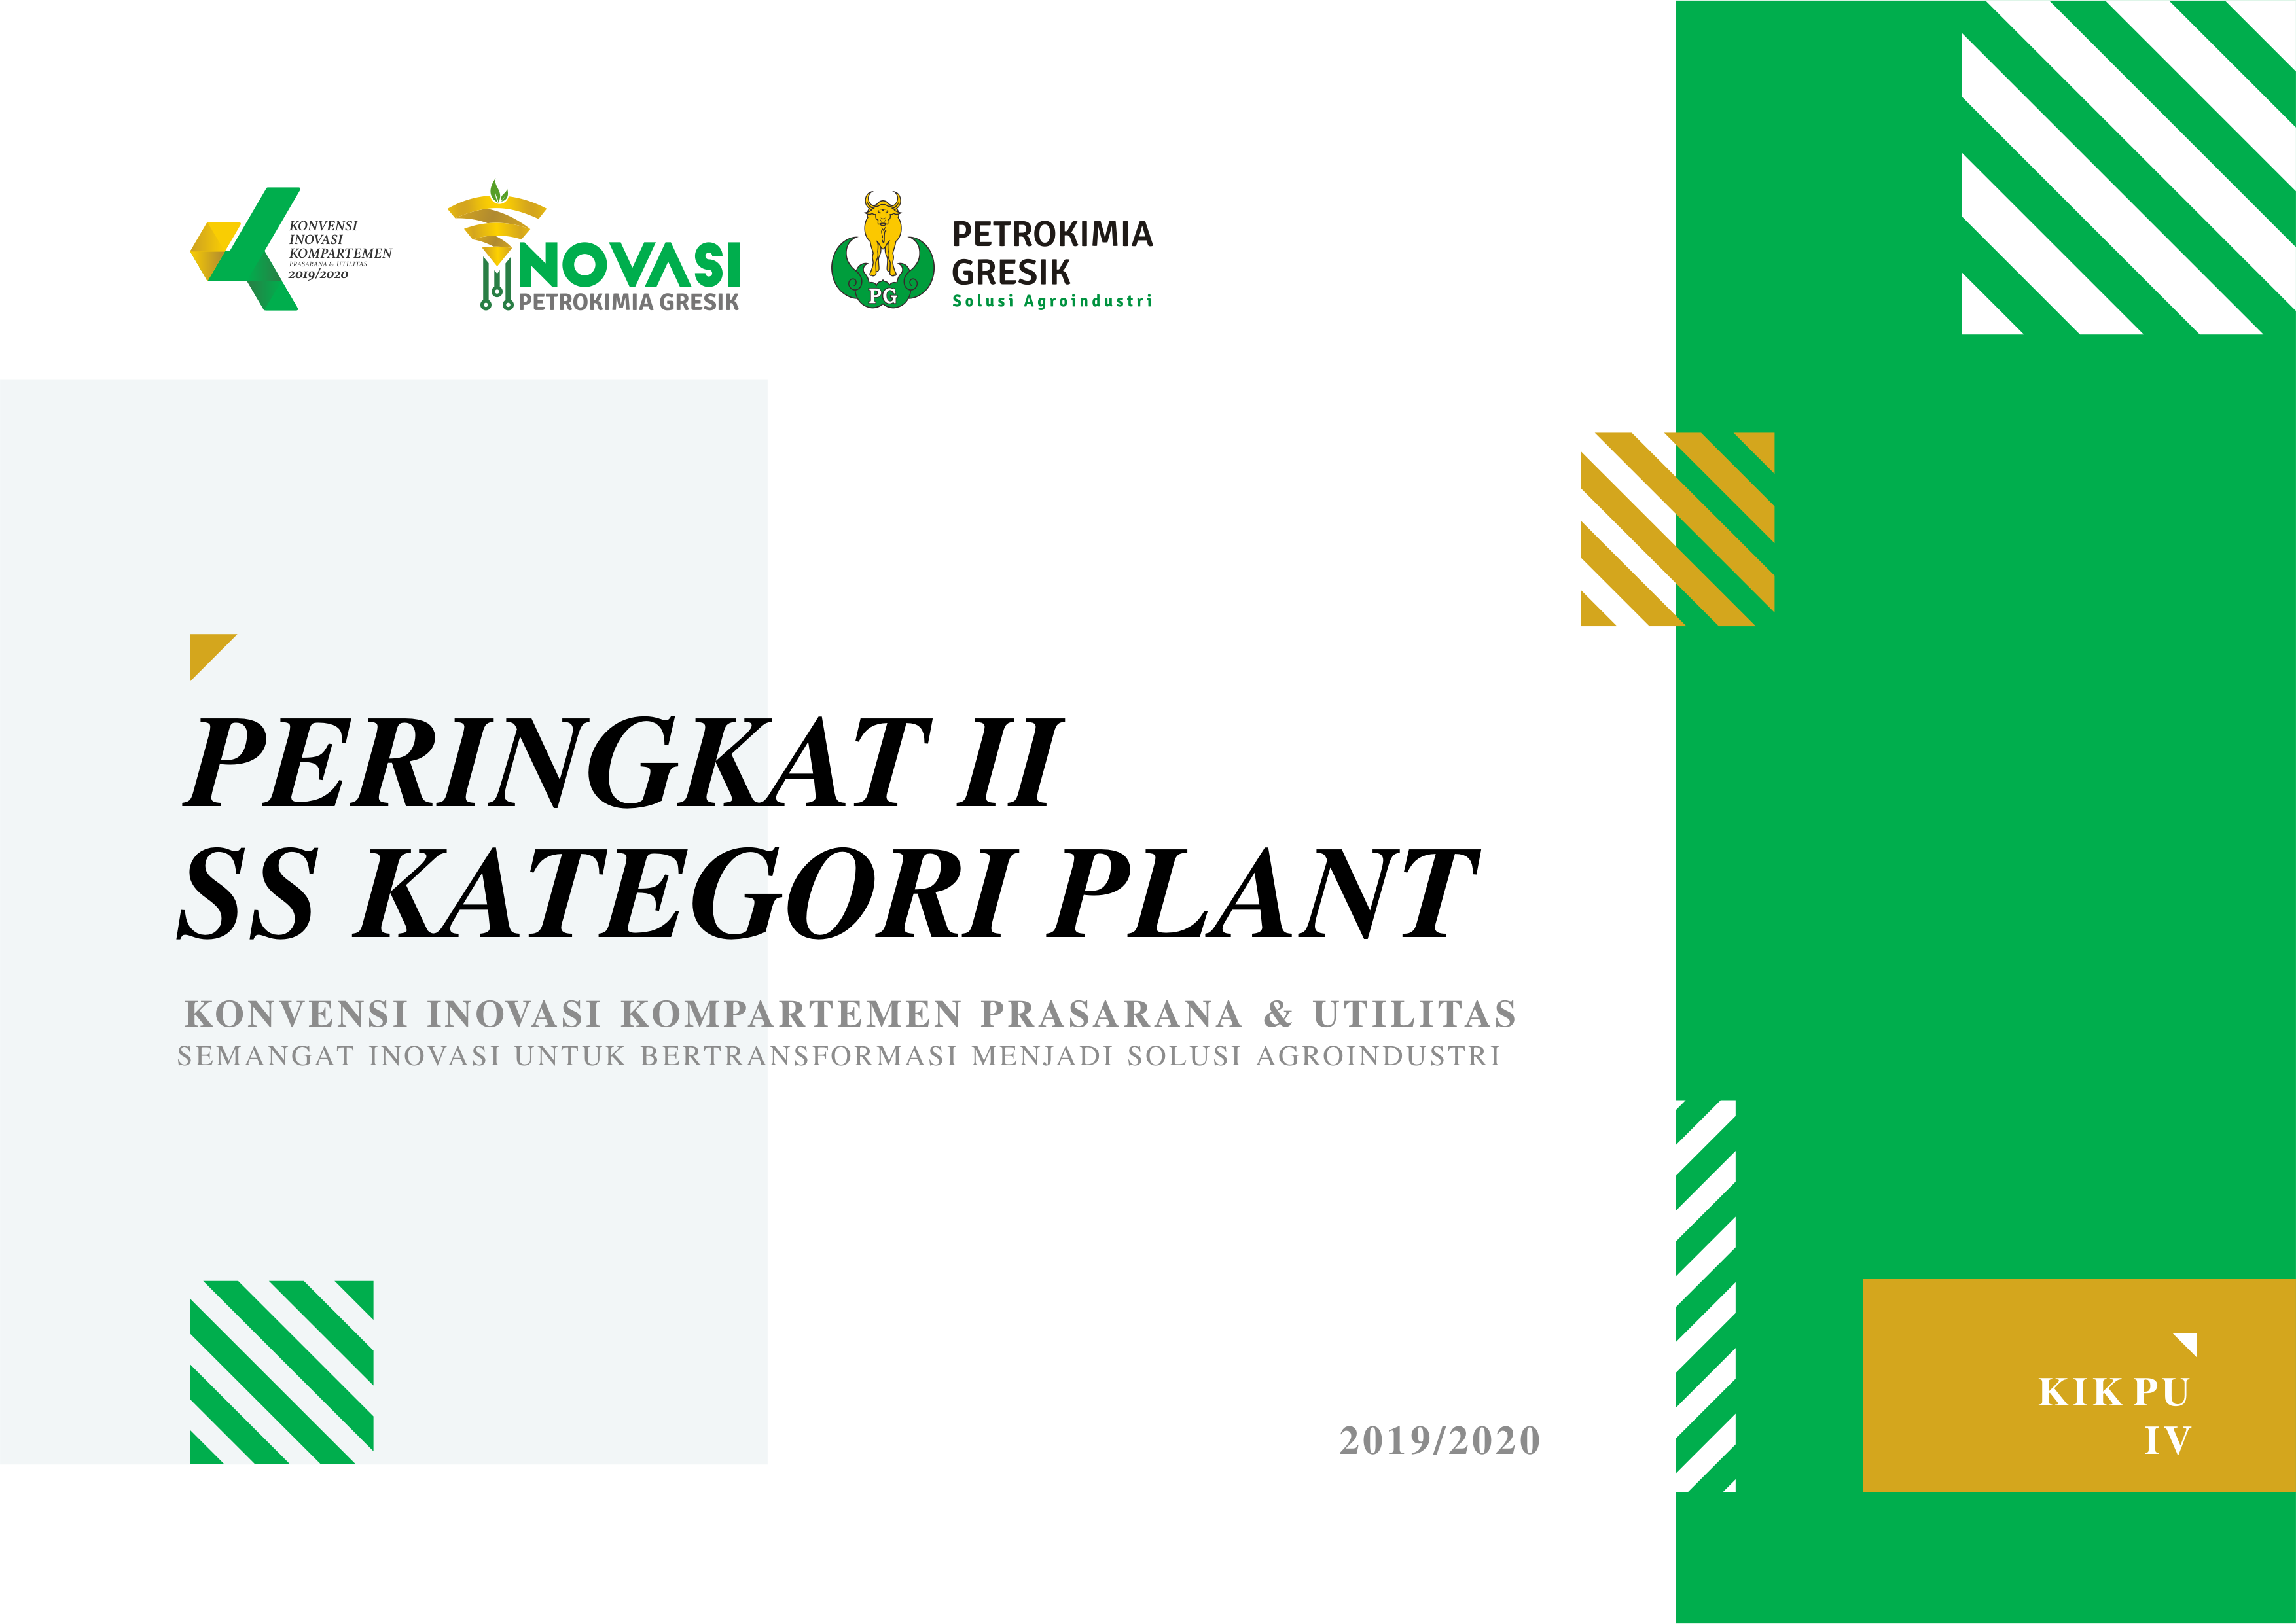 KONVENSI
INOVASI
KOMPARTEMEN
PRASARANA & UTILITAS
2019/2020
INOVASI
PETROKIMIA GRESIK
PG
PETROKIMIA
GRESIK
Solusi Agroindustri
PERINGKAT II
SS KATEGORI PLANT
KONVENSI INOVASI KOMPARTEMEN PRASARANA & UTILITAS
SEMANGAT INOVASI UNTUK BERTRANSFORMASI MENJADI SOLUSI AGROINDUSTRI
2019/2020
KIK PU
IV